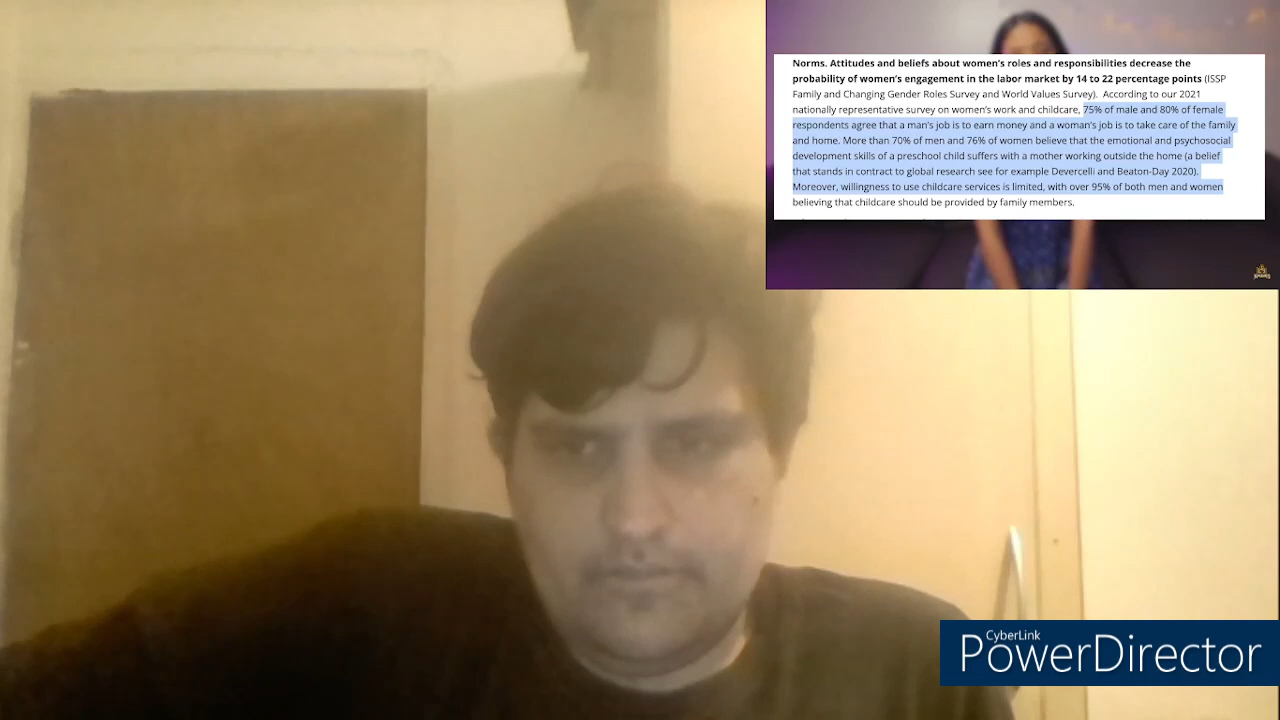 Norms. Attitudes and beliefs about women's roles and responsibilities decrease the
probability of women's engagement in the labor market by 14 to 22 percentage points (ISSP
Family and Changing Gender Roles Survey and World Values Survey). According to our 2021
nationally representative survey on women's work and childcare, 75% of male and 80% of female
respondents agree that a man's job is to earn money and a woman's job is to take care of the family
and home. More than 70% of men and 76% of women believe that the emotional and psychosocial
development skills of a preschool child suffers with a mother working outside the home (a belief
that stands in contract to global research see for example Devercelli and Beaton-Day 2020).
Moreover, willingness to use childcare services is limited, with over 95% of both men and women
believing that childcare should be provided by family members.
CyberLink
PowerDirector